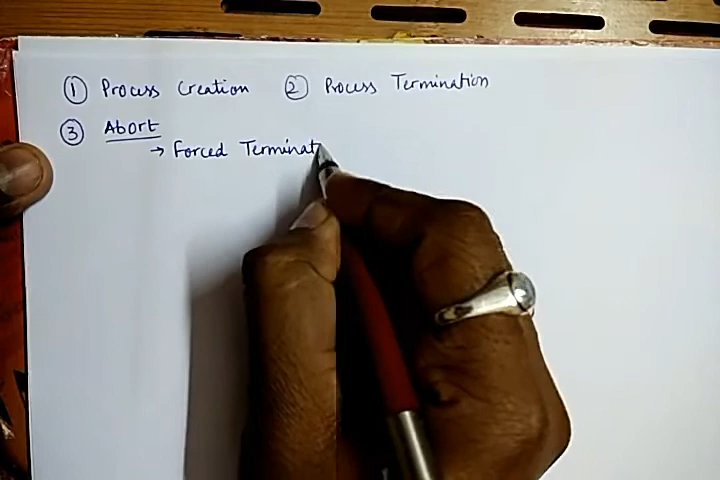 ① Process Creation ② Process Termination
③ Abort
→ Forced Terminat